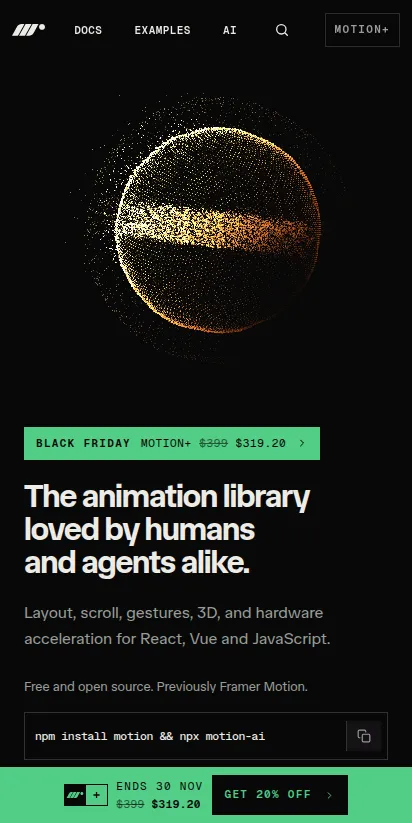 DOCS EXAMPLES AI MOTION+
BLACK FRIDAY MOTION+ $399 $319.20
The animation library
loved by humans
and agents alike.
Layout, scroll, gestures, 3D, and hardware
acceleration for React, Vue and JavaScript.
Free and open source. Previously Framer Motion.
npm install motion && npx motion-ai
ENDS 30 NOV
$399 $319.20
GET 20% OFF